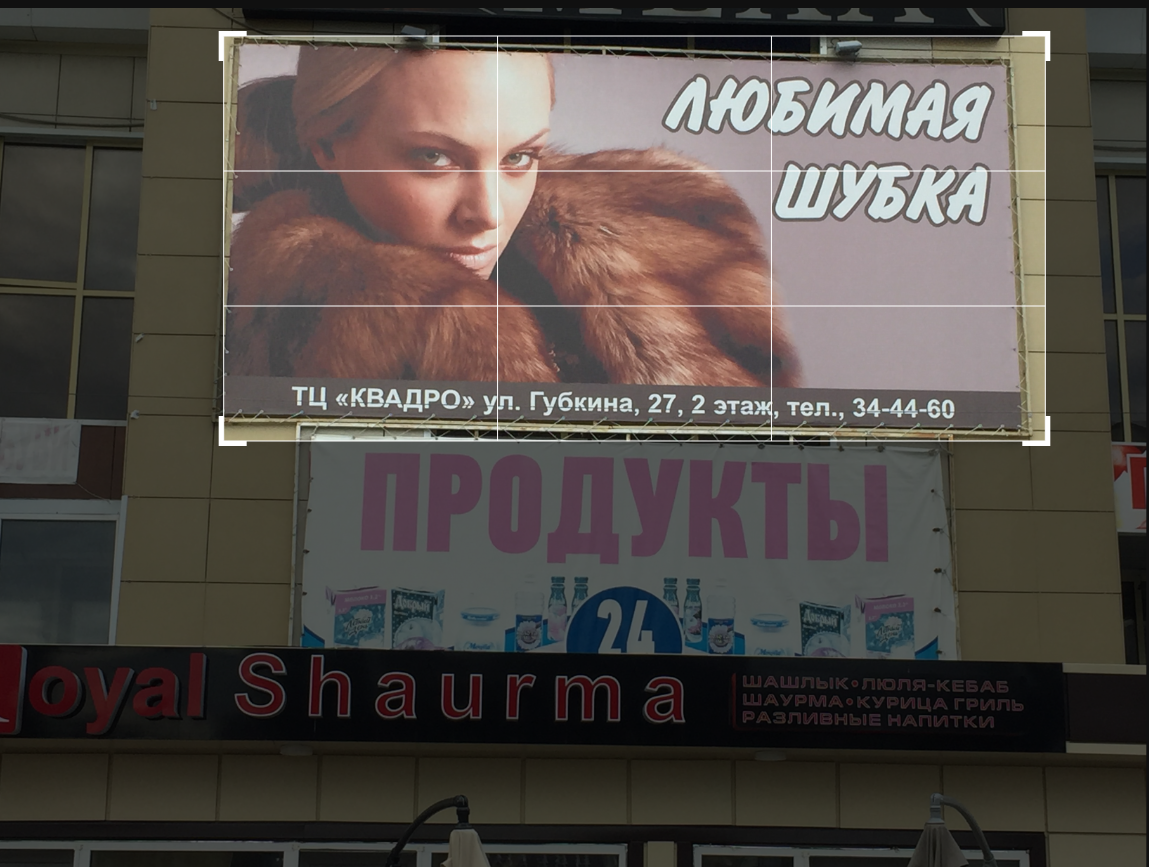 ЛЮБИМАЯ
ШУБКА
ТЦ «КВАДРО» ул. Губкина, 27, 2 этаж, тел., 34-44-60
ПРОДУКТЫ
24
oyal Shaurma
ШАШЛЫК•ЛЮЛЯ-КЕБАБ
ШАУРМА•КУРИЦА ГРИЛЬ
РАЗЛИВНЫЕ НАПИТКИ